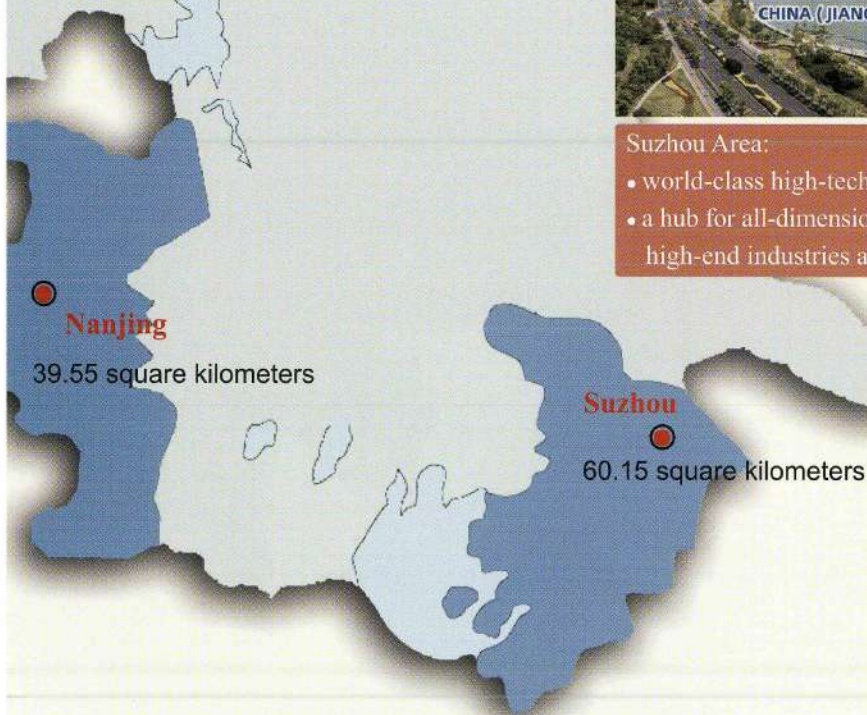 CHINA (JIANG
Suzhou Area:
• world-class high-tech
• a hub for all-dimensio
high-end industries a
Nanjing
39.55 square kilometers
Suzhou
60.15 square kilometers